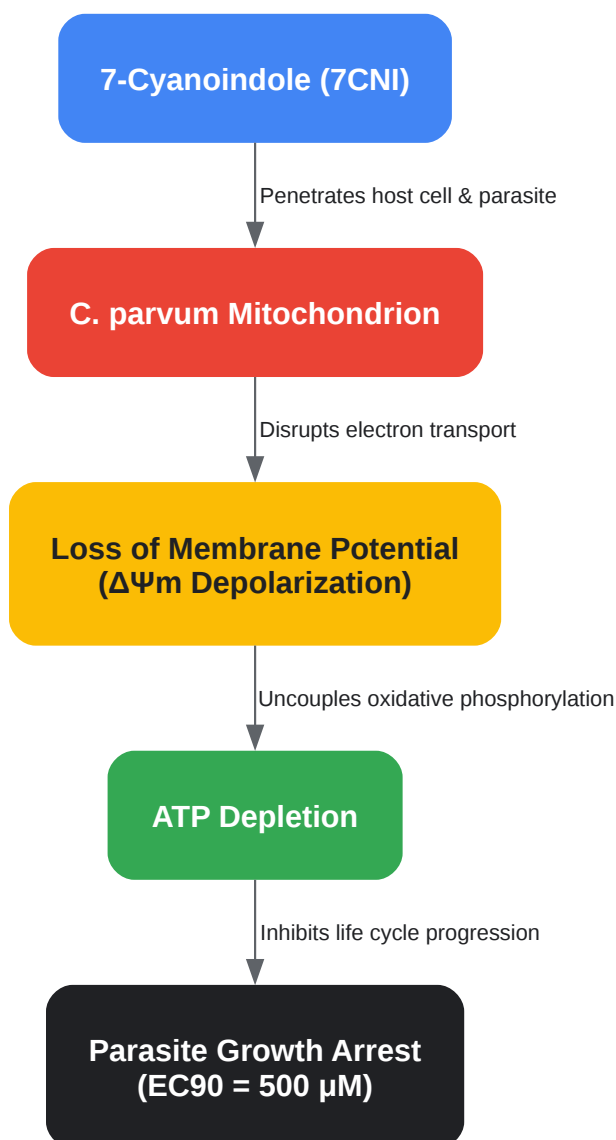 7-Cyanoindole (7CNI)
Penetrates host cell & parasite
C. parvum Mitochondrion
Disrupts electron transport
Loss of Membrane Potential
(ΔΨm Depolarization)
Uncouples oxidative phosphorylation
ATP Depletion
Inhibits life cycle progression
Parasite Growth Arrest
(EC90 = 500 μM)